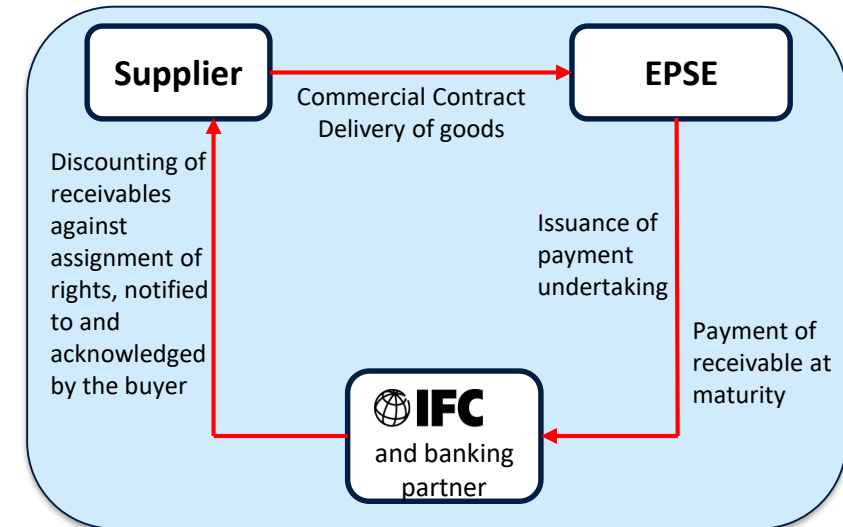 Supplier
EPSE
Commercial Contract
Delivery of goods
Discounting of
receivables
against
assignment of
rights, notified
to and
acknowledged
by the buyer
Issuance of
payment
undertaking
Payment of
receivable at
maturity
IFC
and banking
partner